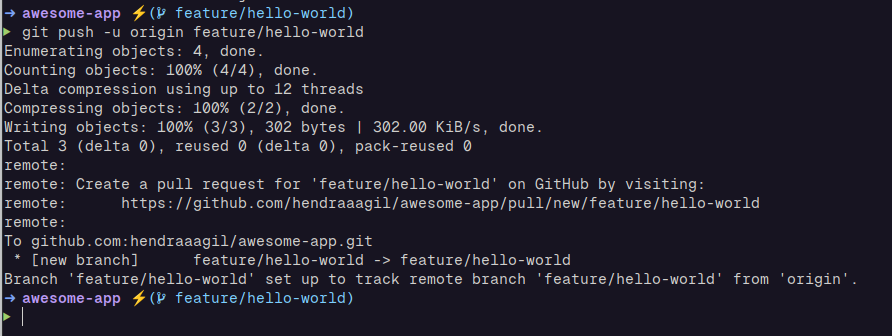 ➜ awesome-app ⚡( feature/hello-world)
▶ git push -u origin feature/hello-world
Enumerating objects: 4, done.
Counting objects: 100% (4/4), done.
Delta compression using up to 12 threads
Compressing objects: 100% (2/2), done.
Writing objects: 100% (3/3), 302 bytes | 302.00 KiB/s, done.
Total 3 (delta 0), reused 0 (delta 0), pack-reused 0
remote:
remote: Create a pull request for 'feature/hello-world' on GitHub by visiting:
remote:      https://github.com/hendraaagil/awesome-app/pull/new/feature/hello-world
remote:
To github.com:hendraaagil/awesome-app.git
 * [new branch]      feature/hello-world -> feature/hello-world
Branch 'feature/hello-world' set up to track remote branch 'feature/hello-world' from 'origin'.
➜ awesome-app ⚡( feature/hello-world)
▶